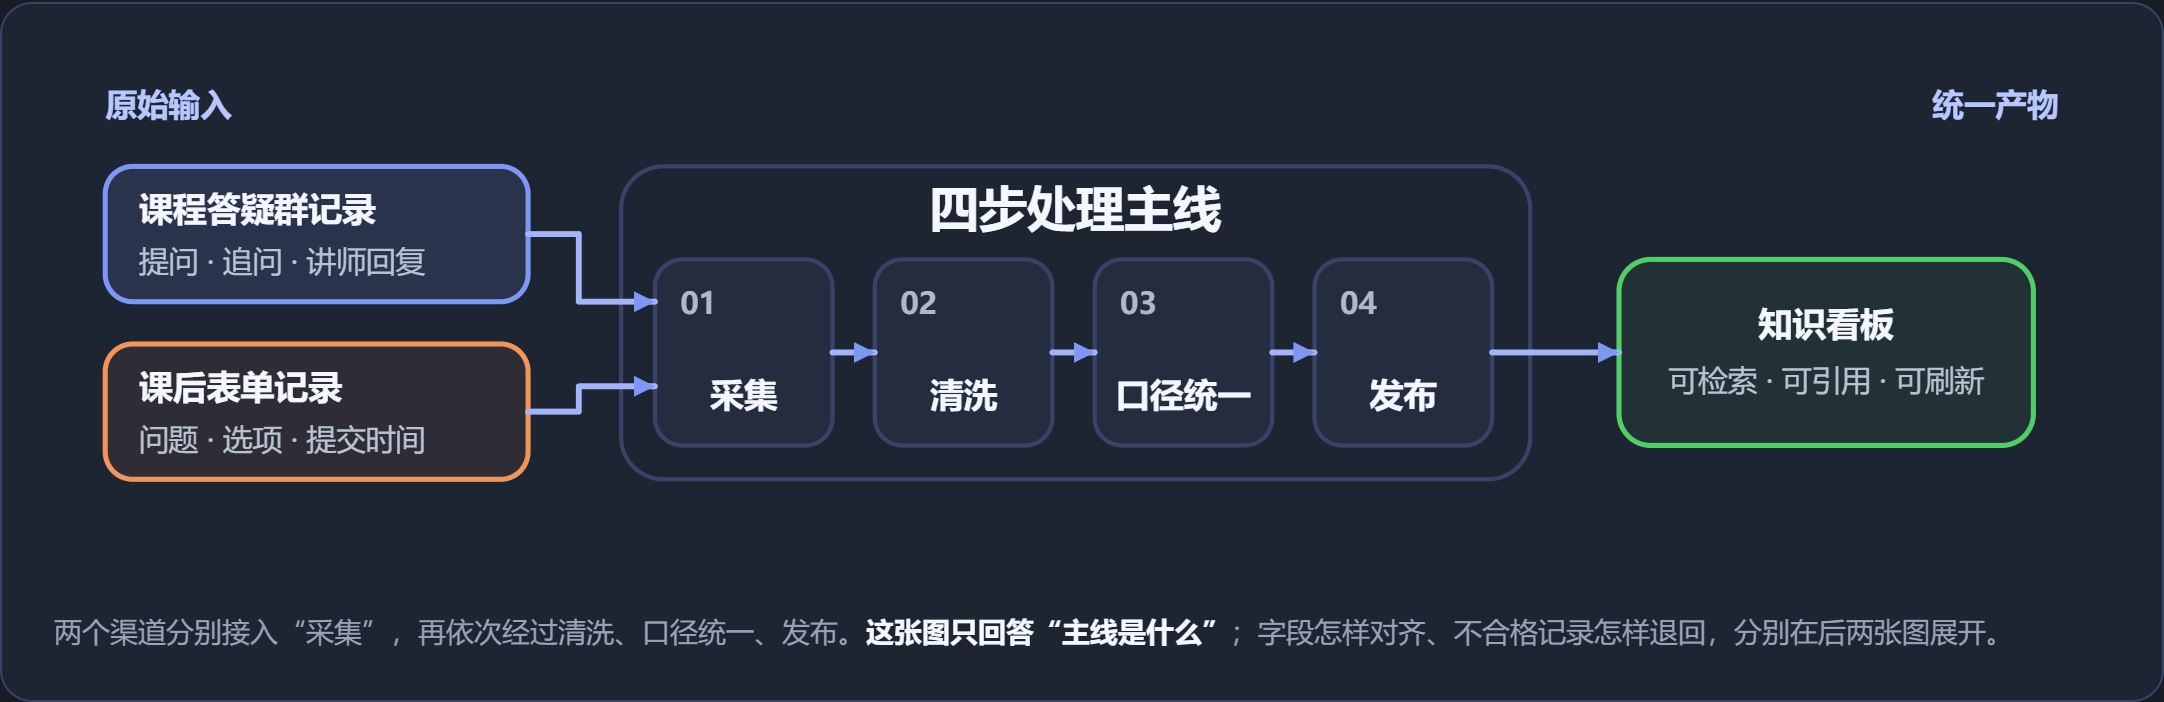 原始输入
统一产物
课程答疑群记录
提问 · 追问 · 讲师回复
课后表单记录
问题 · 选项 · 提交时间
四步处理主线
01
采集
02
清洗
03
口径统一
04
发布
知识看板
可检索 · 可引用 · 可刷新
两个渠道分别接入“采集”，再依次经过清洗、口径统一、发布。这张图只回答“主线是什么”；字段怎样对齐、不合格记录怎样退回，分别在后两张图展开。